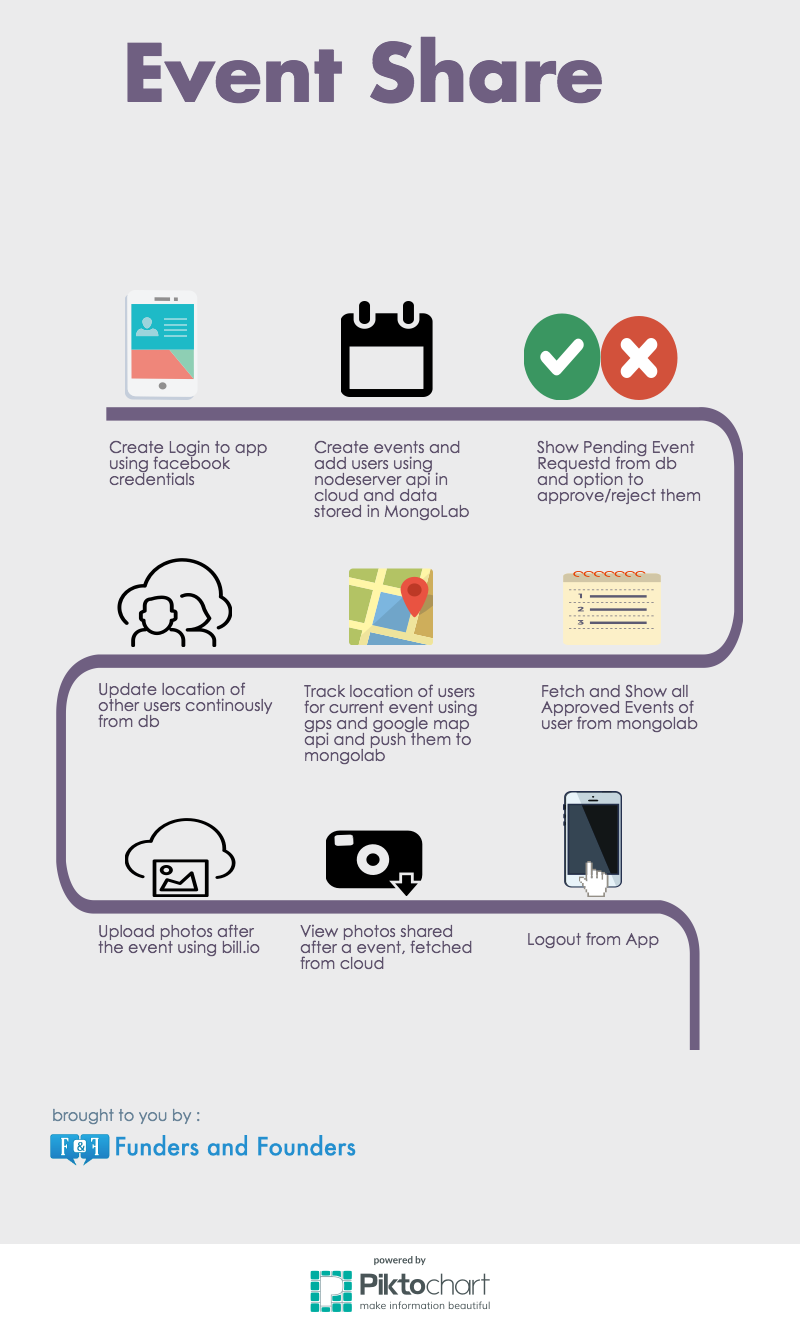 Event Share
Create Login to app
using facebook
credentials
Create events and
add users using
nodeserver api in
cloud and data
stored in MongoLab
Show Pending Event
Requestd from db
and option to
approve/reject them
1
2
3
Update location of
other users continously
from db
Track location of users
for current event using
gps and google map
api and push them to
mongolab
Fetch and Show all
Approved Events of
user from mongolab
Upload photos after
the event using bill.io
View photos shared
after a event, fetched
from cloud
Logout from App
brought to you by :
F & F Funders and Founders
powered by
Piktochart
make information beautiful